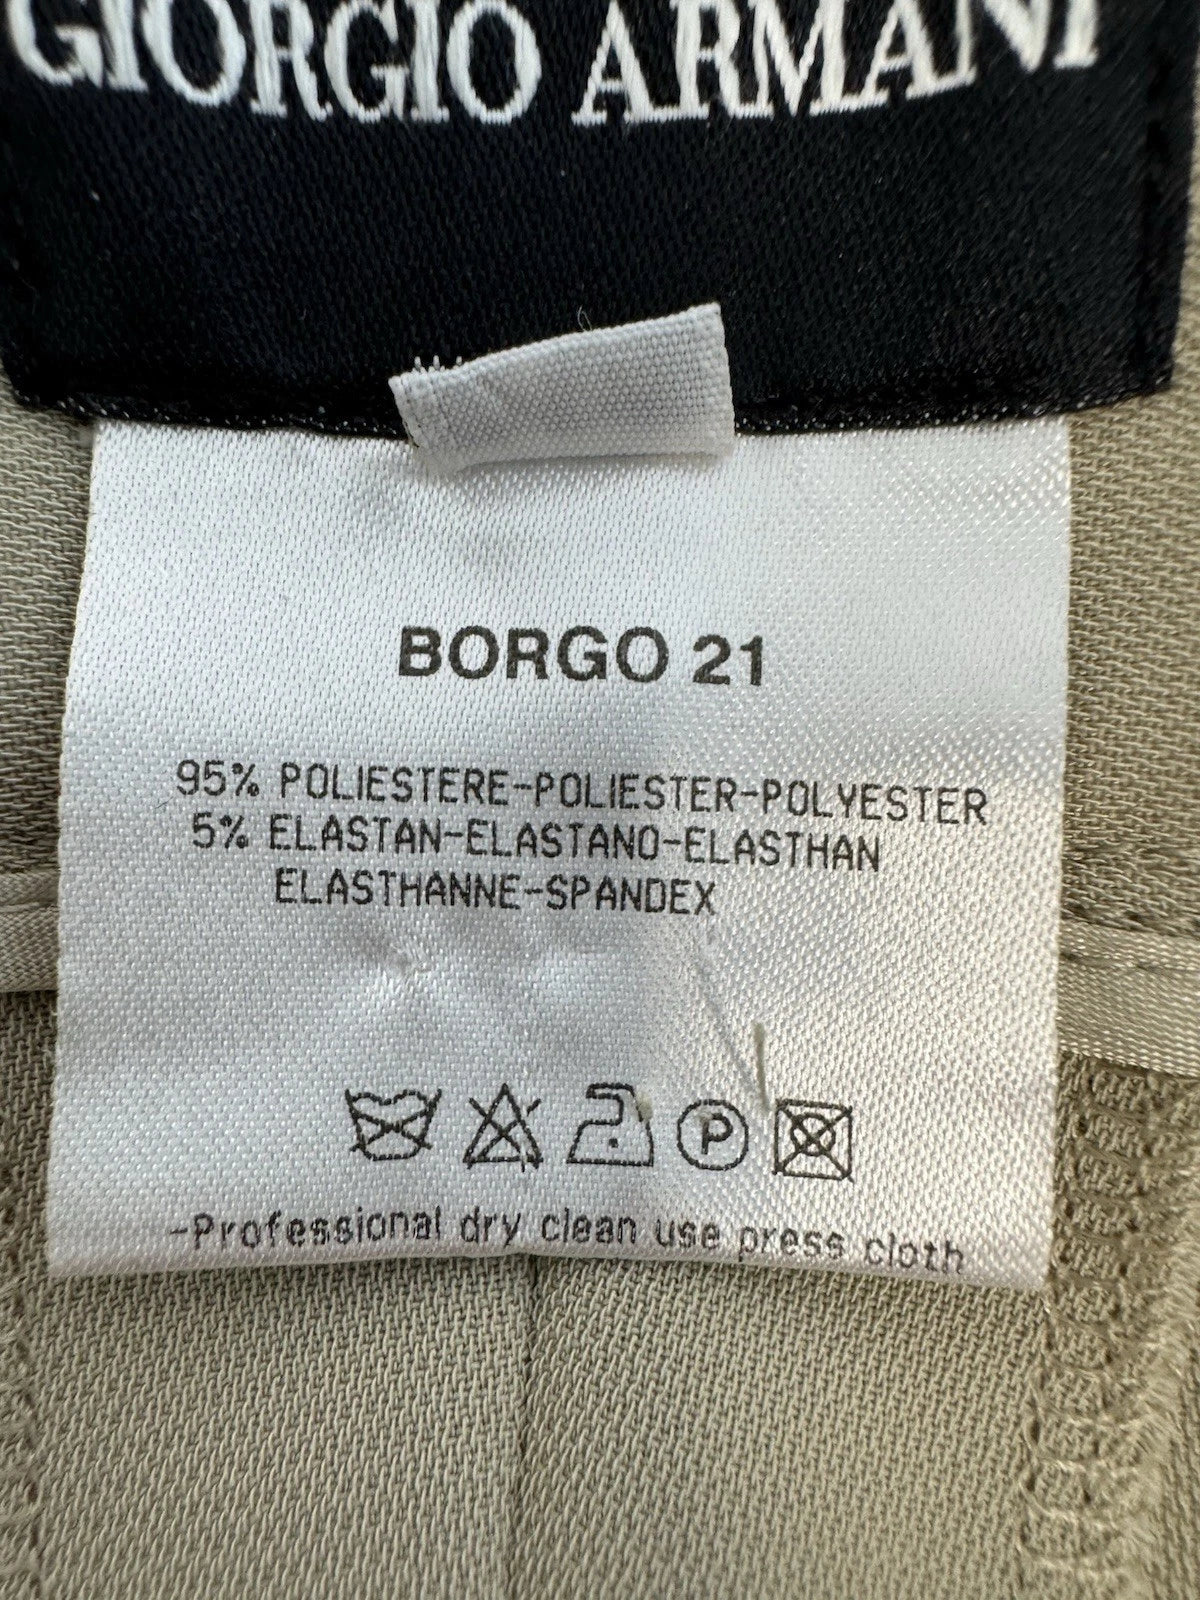 GIORGIO ARMANI
BORGO 21
95% POLIESTERE-POLIESTER-POLYESTER
5% ELASTAN-ELASTANO-ELASTHAN
ELASTHANNE-SPANDEX
P
-Professional dry clean use press cloth